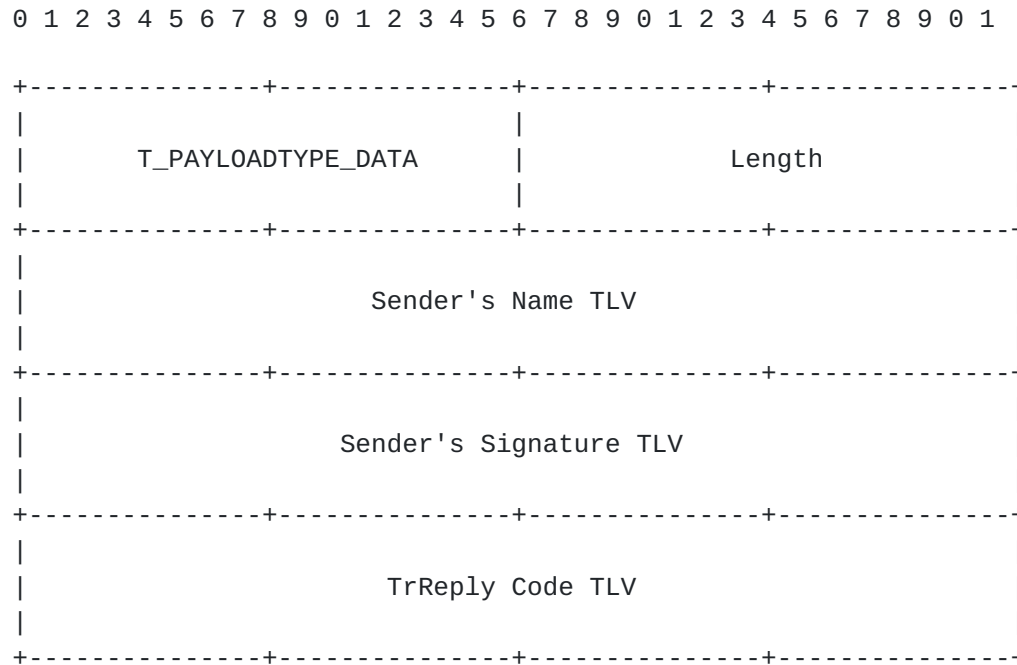 0 1 2 3 4 5 6 7 8 9 0 1 2 3 4 5 6 7 8 9 0 1 2 3 4 5 6 7 8 9 0 1
+---------------+---------------+---------------+---------------+
| | 
| T_PAYLOADTYPE_DATA | Length
| |
+---------------+---------------+---------------+---------------+
|
| Sender's Name TLV
|
+---------------+---------------+---------------+---------------+
|
| Sender's Signature TLV
|
+---------------+---------------+---------------+---------------+
|
| TrReply Code TLV
|
+---------------+---------------+---------------+---------------+